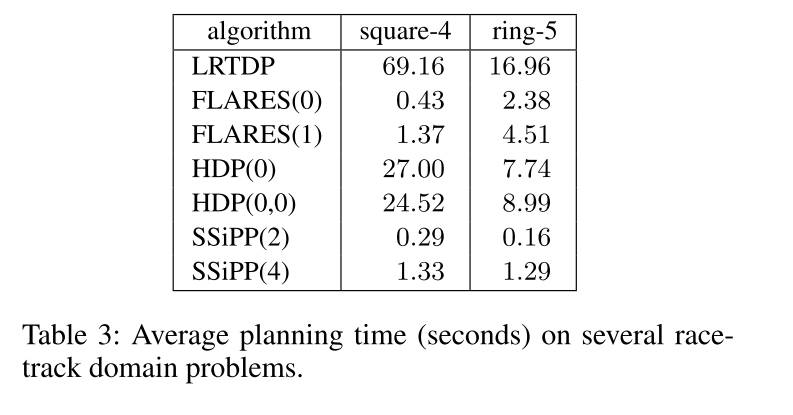 algorithm square-4 ring-5
LRTDP 69.16 16.96
FLARES(0) 0.43 2.38
FLARES(1) 1.37 4.51
HDP(0) 27.00 7.74
HDP(0,0) 24.52 8.99
SSiPP(2) 0.29 0.16
SSiPP(4) 1.33 1.29
Table 3: Average planning time (seconds) on several race-
track domain problems.